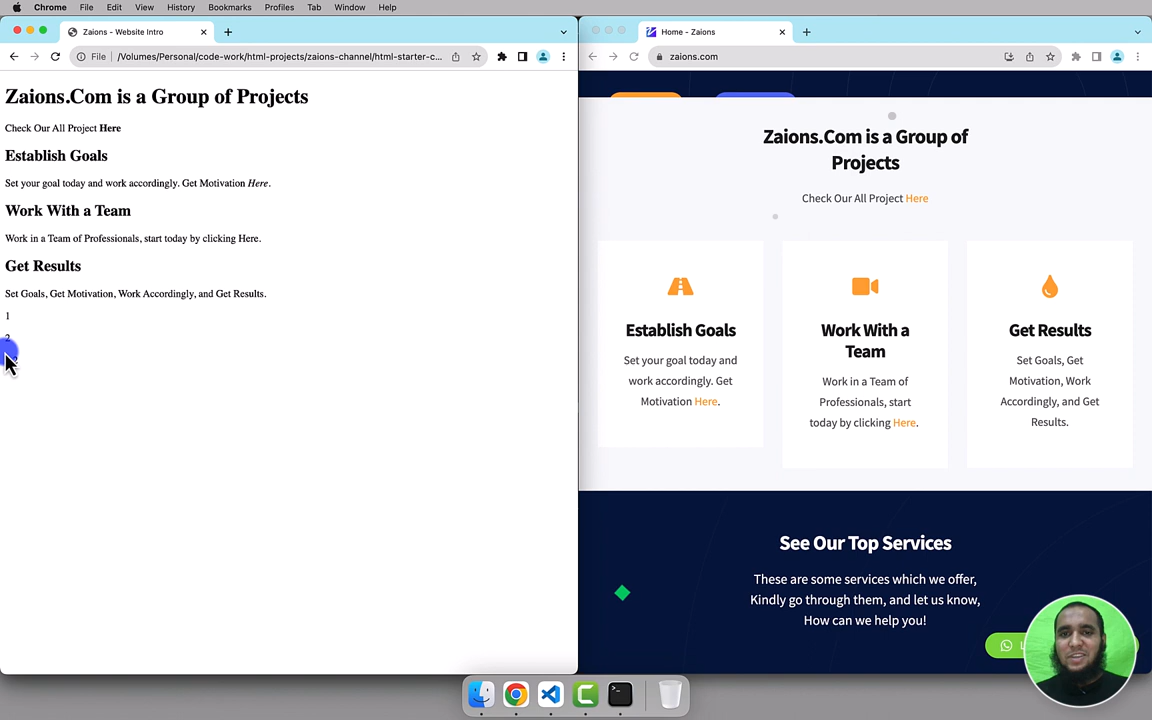 Chrome File Edit View History Bookmarks Profiles Tab Window Help
Zaions - Website Intro
File /Volumes/Personal/code-work/html-projects/zaions-channel/html-starter-c...
Zaions.Com is a Group of Projects
Check Our All Project Here
Establish Goals
Set your goal today and work accordingly. Get Motivation Here.
Work With a Team
Work in a Team of Professionals, start today by clicking Here.
Get Results
Set Goals, Get Motivation, Work Accordingly, and Get Results.
1
2
Home - Zaions
zaions.com
Zaions.Com is a Group of
Projects
Check Our All Project Here
Establish Goals
Set your goal today and
work accordingly. Get
Motivation Here.
Work With a
Team
Work in a Team of
Professionals, start
today by clicking Here.
Get Results
Set Goals, Get
Motivation, Work
Accordingly, and Get
Results.
See Our Top Services
These are some services which we offer,
Kindly go through them, and let us know,
How can we help you!